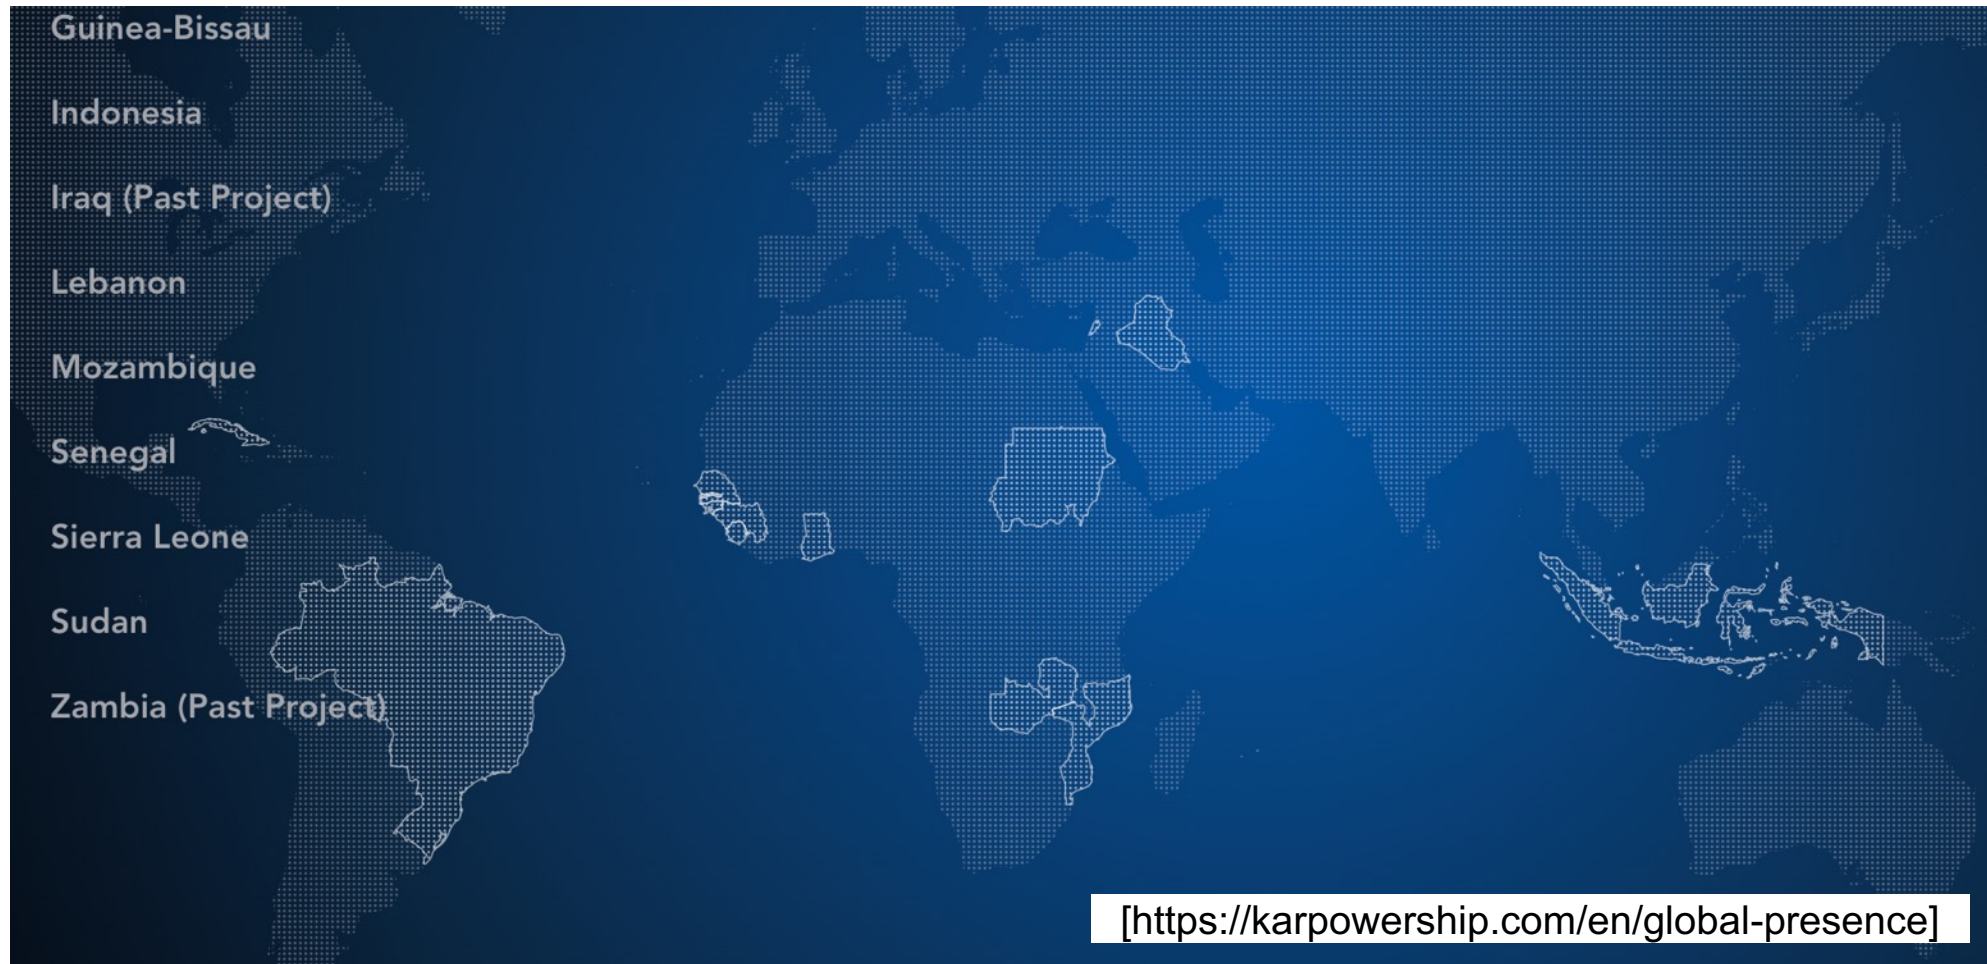 Guinea-Bissau
Indonesia
Iraq (Past Project)
Lebanon
Mozambique
Senegal
Sierra Leone
Sudan
Zambia (Past Project)
[https://karpowership.com/en/global-presence]